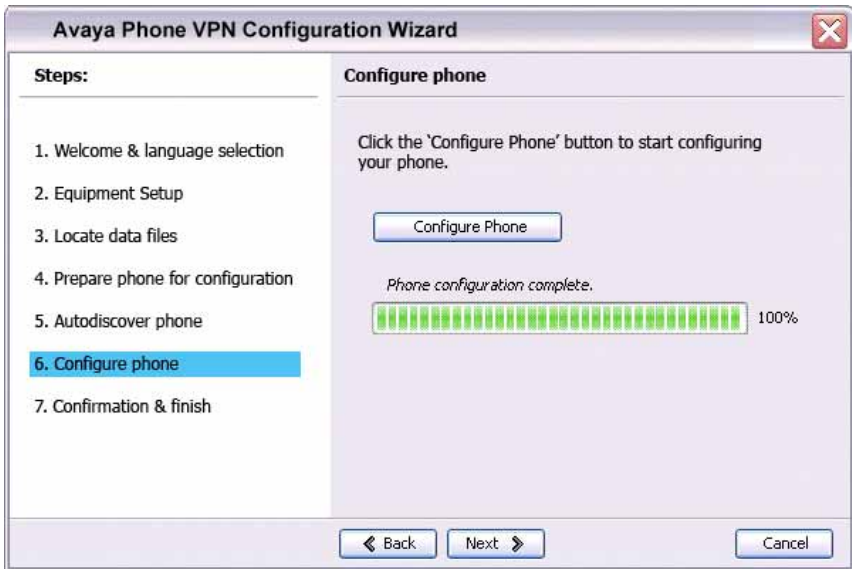 Avaya Phone VPN Configuration Wizard
Steps:
1. Welcome & language selection
2. Equipment Setup
3. Locate data files
4. Prepare phone for configuration
5. Autodiscover phone
6. Configure phone
7. Confirmation & finish
Configure phone
Click the ‘Configure Phone’ button to start configuring
your phone.
Configure Phone
Phone configuration complete.
100%
Back
Next
Cancel